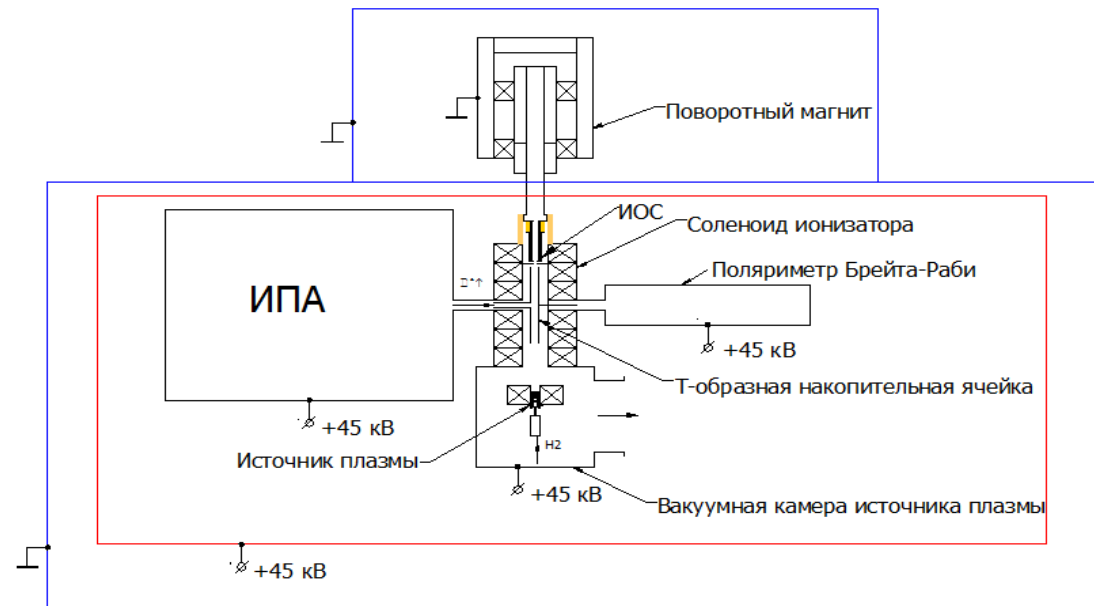 Поворотный магнит
ИОС
Соленоид ионизатора
Поляриметр Брейта-Раби
ИПА
+45 кВ
Т-образная накопительная ячейка
+45 кВ
Источник плазмы
H2
+45 кВ
Вакуумная камера источника плазмы
+45 кВ